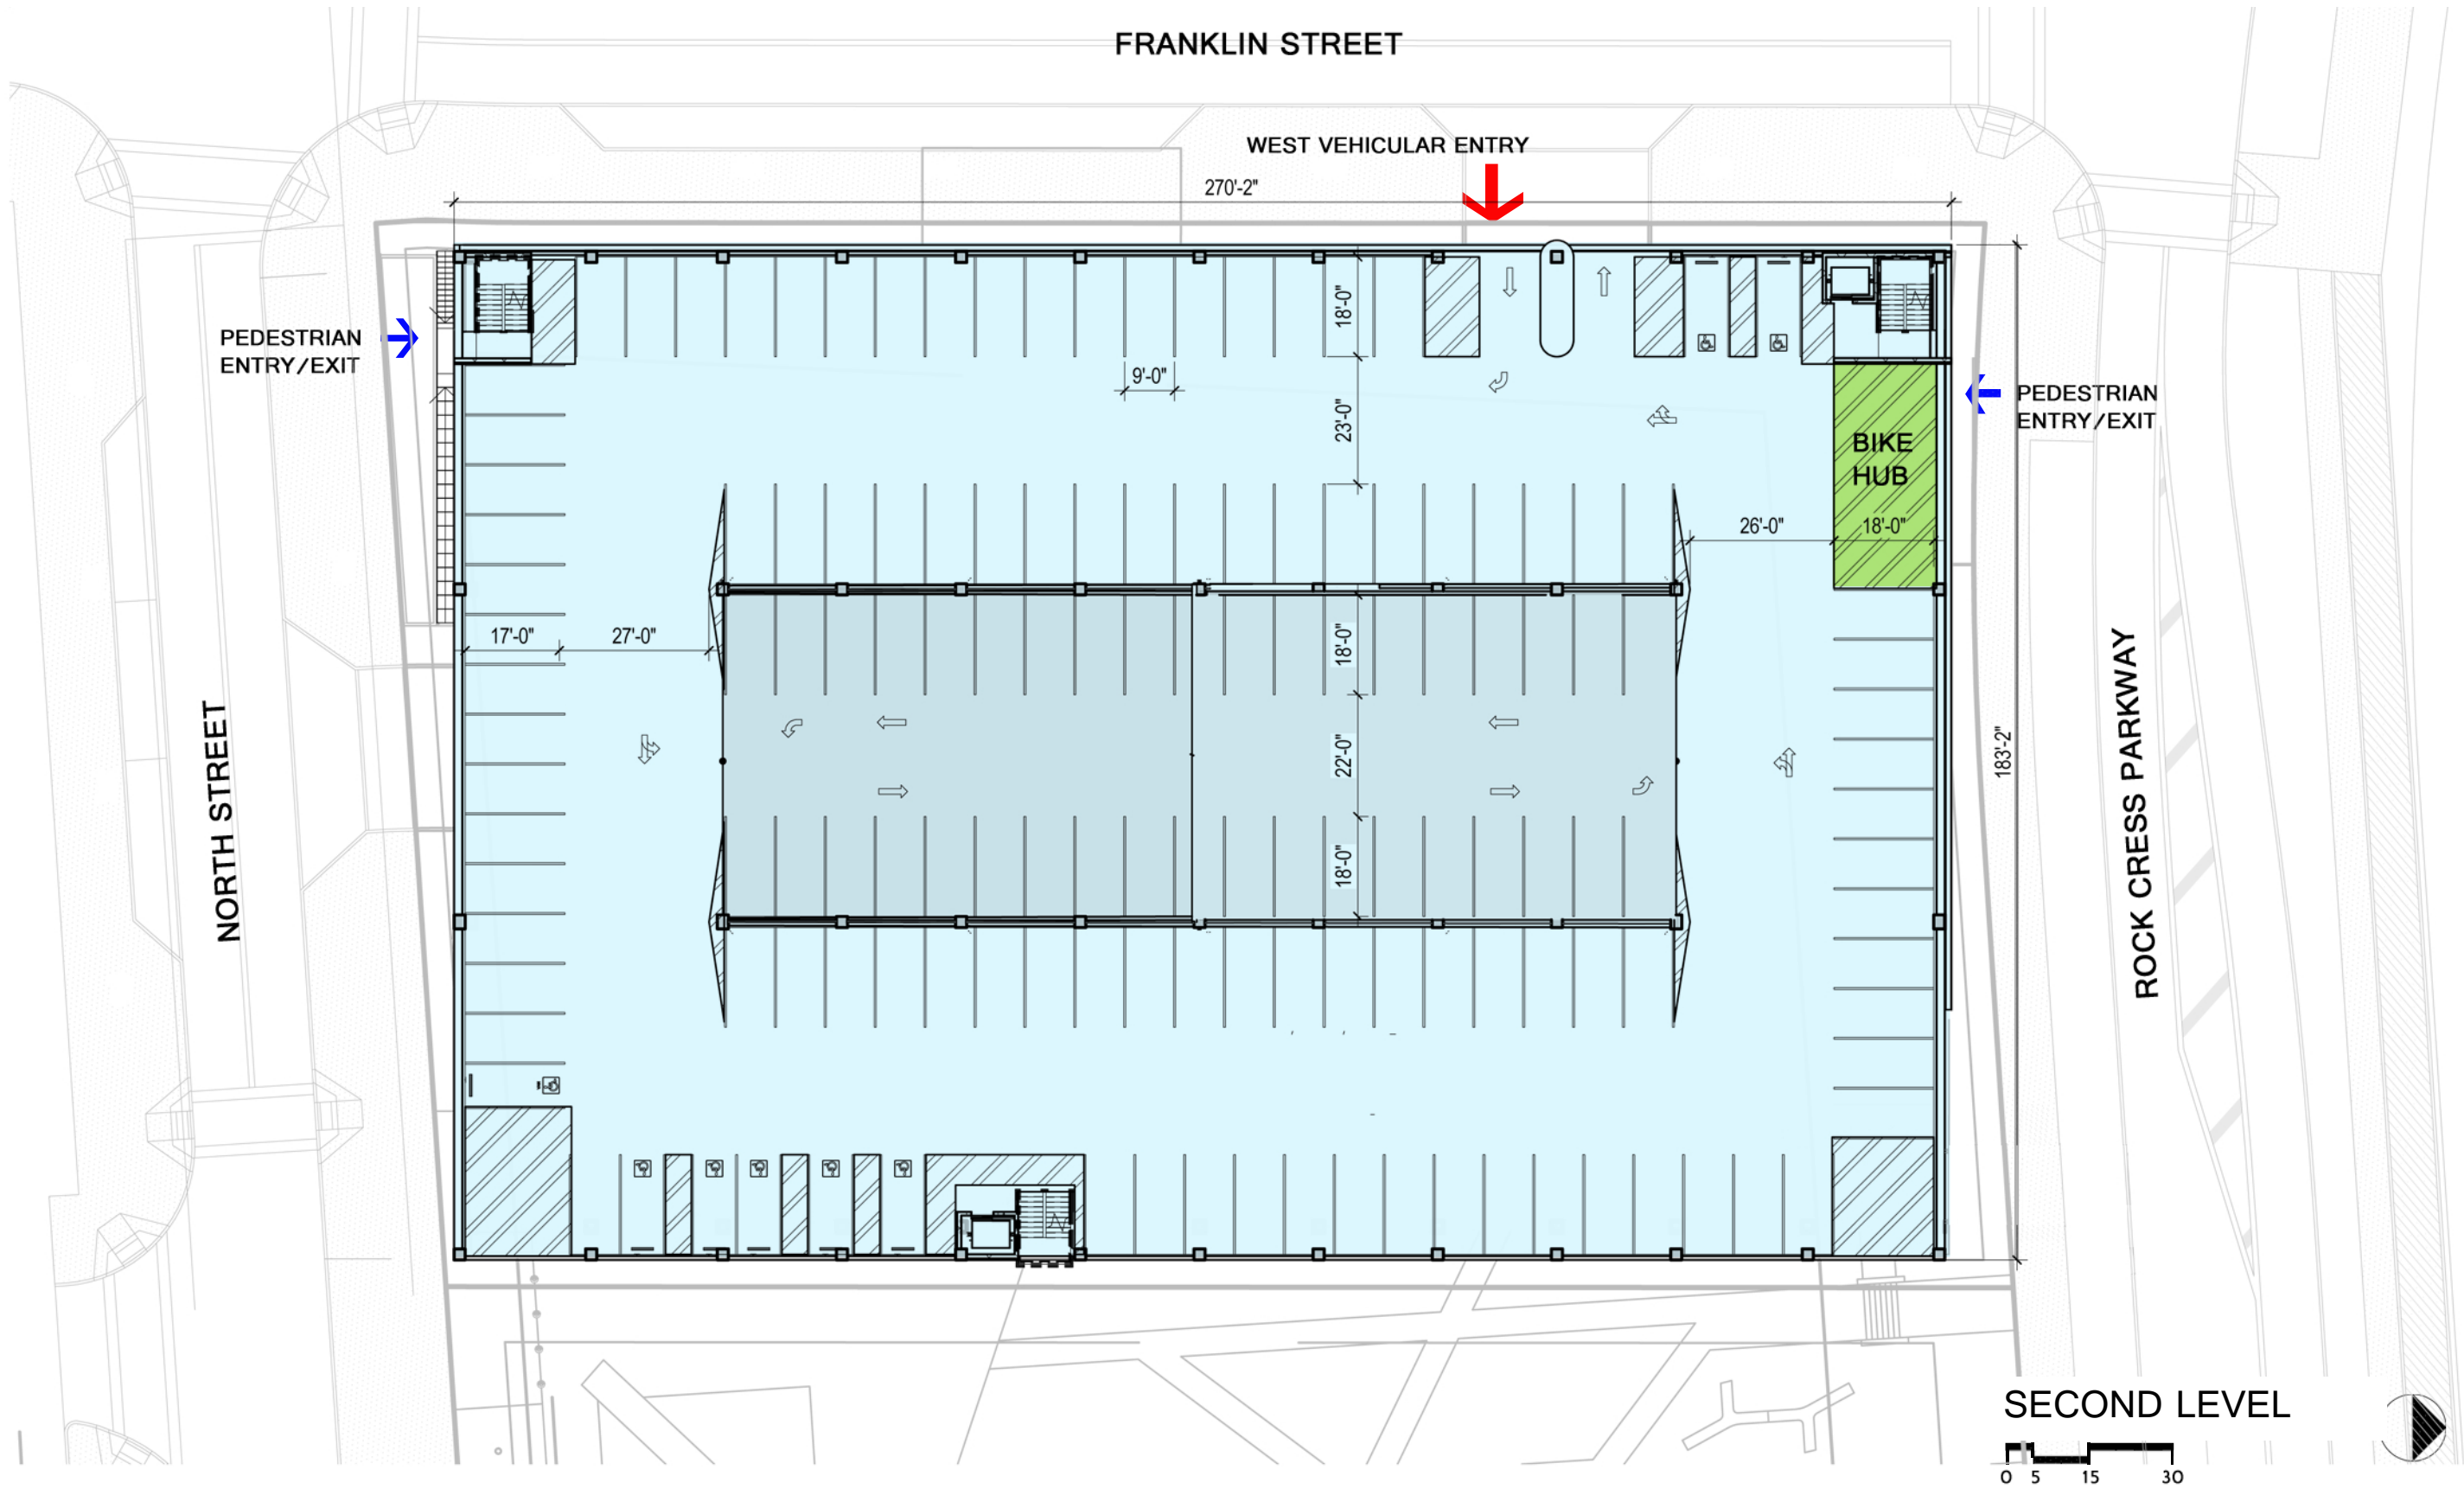 FRANKLIN STREET
WEST VEHICULAR ENTRY
270'-2"
PEDESTRIAN
ENTRY/EXIT
18'-0"
9'-0"
23'-0"
PEDESTRIAN
ENTRY/EXIT
BIKE
HUB
26'-0"
18'-0"
17'-0"
27'-0"
18'-0"
22'-0"
18'-0"
183'-2"
NORTH STREET
ROCK CRESS PARKWAY
SECOND LEVEL
0 5 15 30